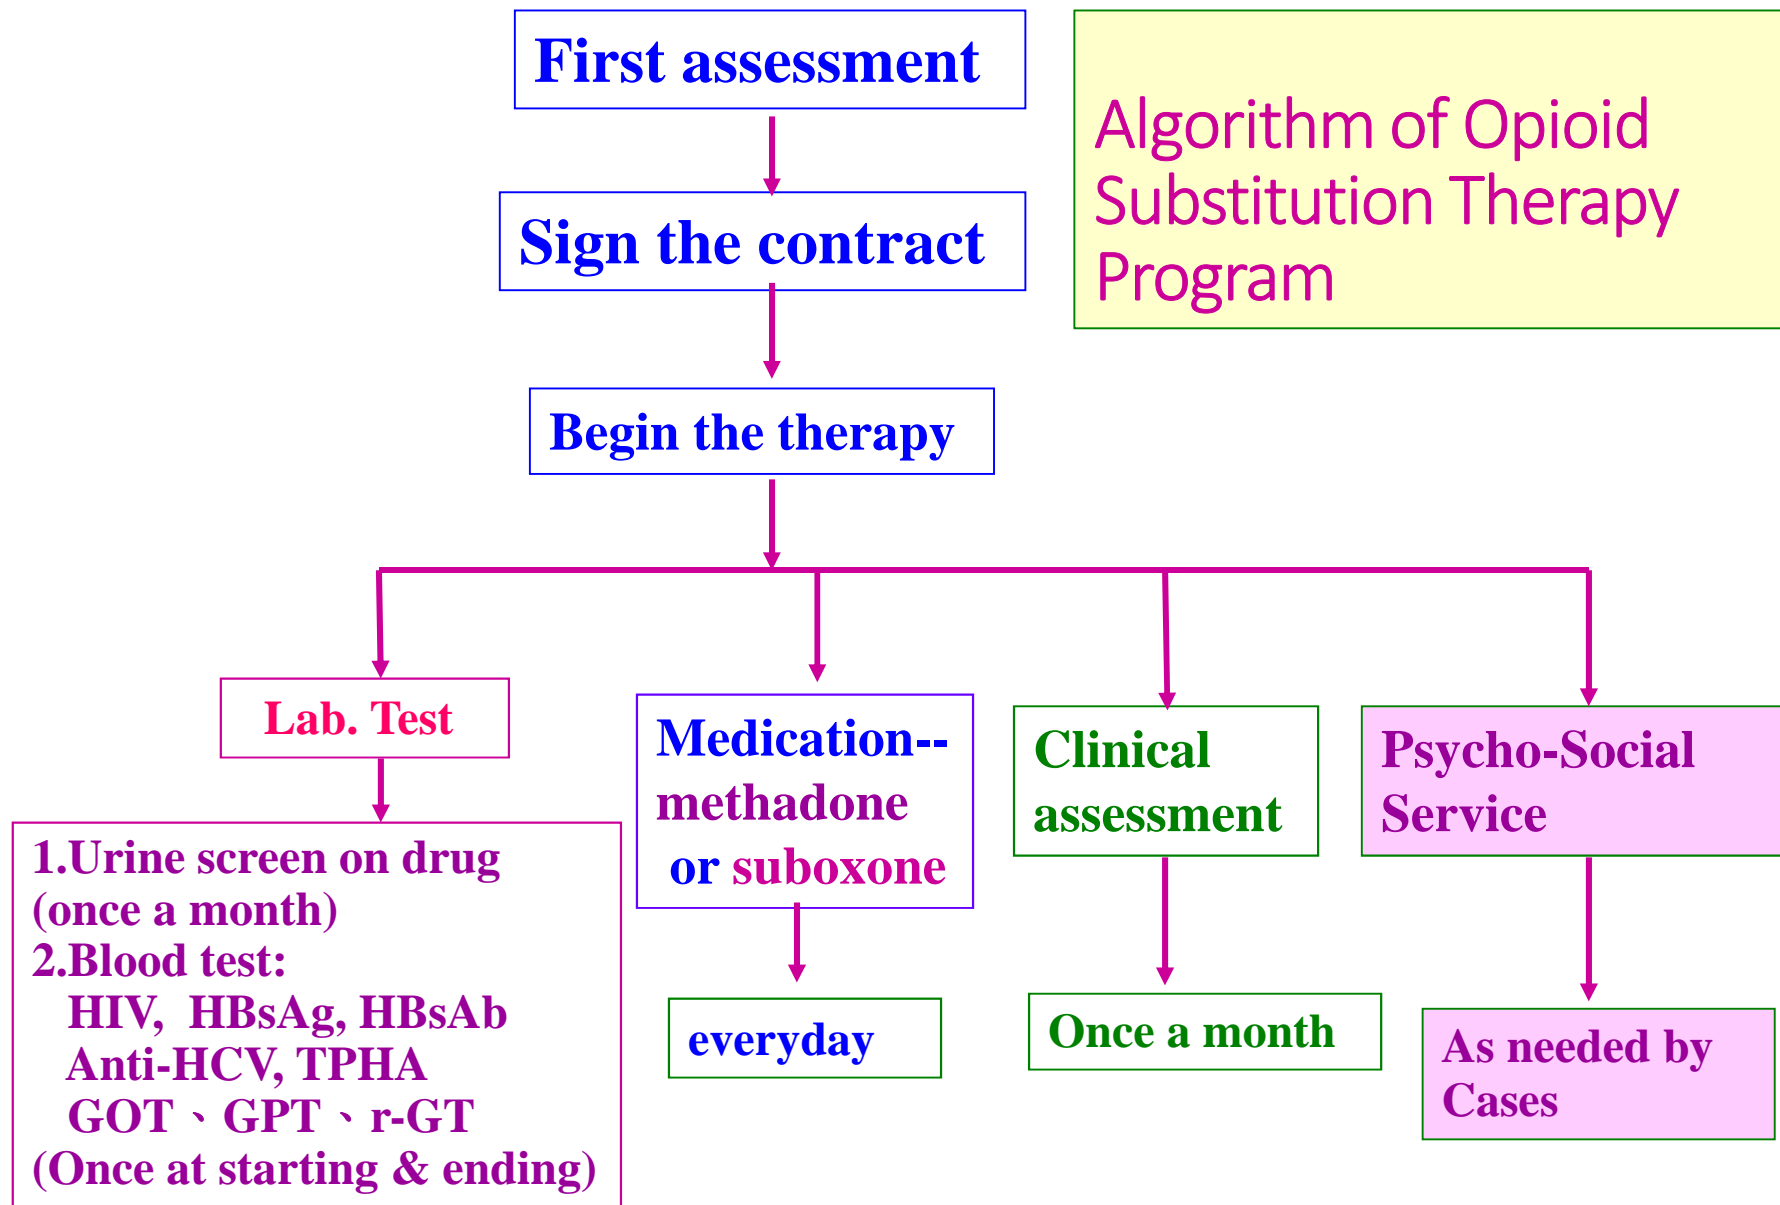 First assessment
Algorithm of Opioid
Substitution Therapy
Program
Sign the contract
Begin the therapy
Lab. Test
Medication--
methadone
or suboxone
Clinical
assessment
Psycho-Social
Service
1.Urine screen on drug
(once a month)
2.Blood test:
HIV, HBsAg, HBsAb
Anti-HCV, TPHA
GOT、GPT、r-GT
(Once at starting & ending)
everyday
Once a month
As needed by
Cases